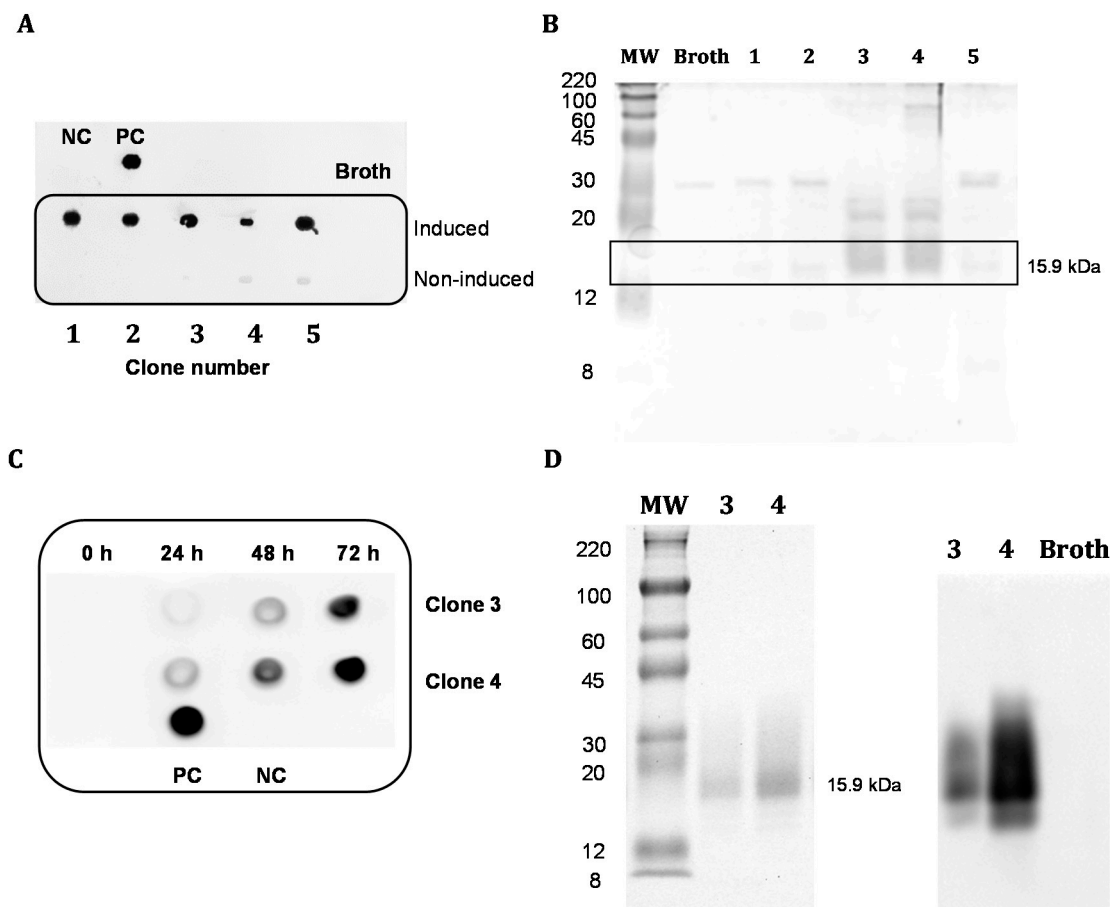 A
NC PC
Broth
Induced
Non-induced
1 2 3 4 5
Clone number
B
MW Broth 1 2 3 4 5
220
100
60
45
30
20
15.9 kDa
12
8
C
0 h 24 h 48 h 72 h
Clone 3
Clone 4
PC NC
D
MW 3 4
220
100
60
45
30
20
15.9 kDa
12
8
3 4 Broth